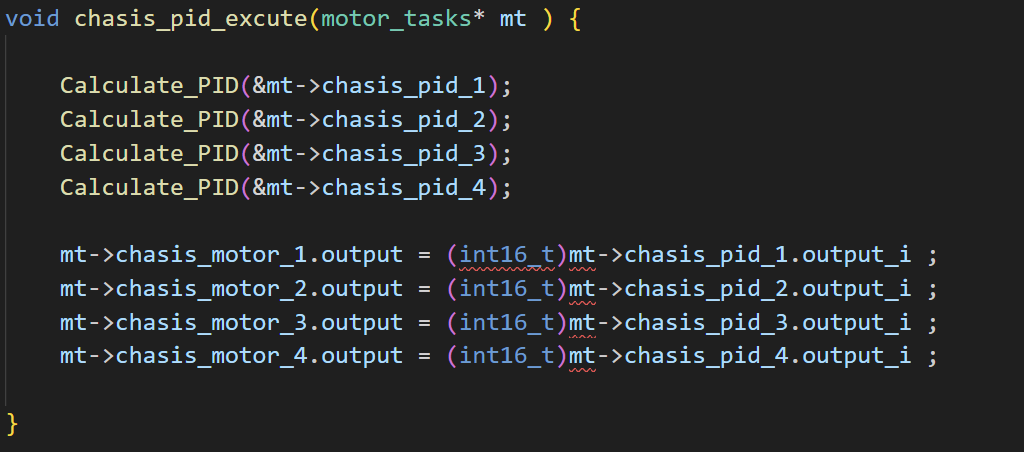 void chasis_pid_excute(motor_tasks* mt ) {
Calculate_PID(&mt->chasis_pid_1);
Calculate_PID(&mt->chasis_pid_2);
Calculate_PID(&mt->chasis_pid_3);
Calculate_PID(&mt->chasis_pid_4);
mt->chasis_motor_1.output = (int16_t)mt->chasis_pid_1.output_i ;
mt->chasis_motor_2.output = (int16_t)mt->chasis_pid_2.output_i ;
mt->chasis_motor_3.output = (int16_t)mt->chasis_pid_3.output_i ;
mt->chasis_motor_4.output = (int16_t)mt->chasis_pid_4.output_i ;
}